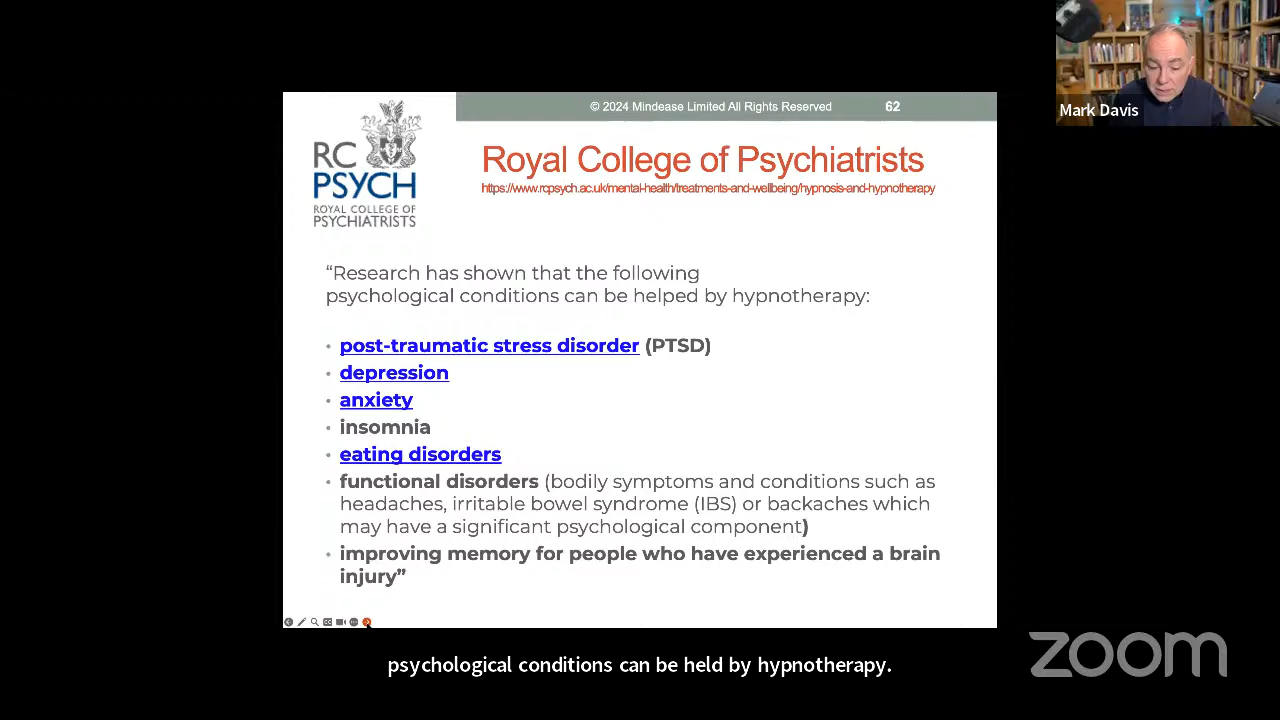 © 2024 Mindease Limited All Rights Reserved
62
Mark Davis
RC
PSYCH
ROYAL COLLEGE OF
PSYCHIATRISTS
Royal College of Psychiatrists
https://www.rcpsych.ac.uk/mental-health/treatments-and-wellbeing/hypnosis-and-hypnotherapy
“Research has shown that the following
psychological conditions can be helped by hypnotherapy:
• post-traumatic stress disorder (PTSD)
• depression
• anxiety
• insomnia
• eating disorders
• functional disorders (bodily symptoms and conditions such as
headaches, irritable bowel syndrome (IBS) or backaches which
may have a significant psychological component)
• improving memory for people who have experienced a brain
injury”
psychological conditions can be held by hypnotherapy.
zoom